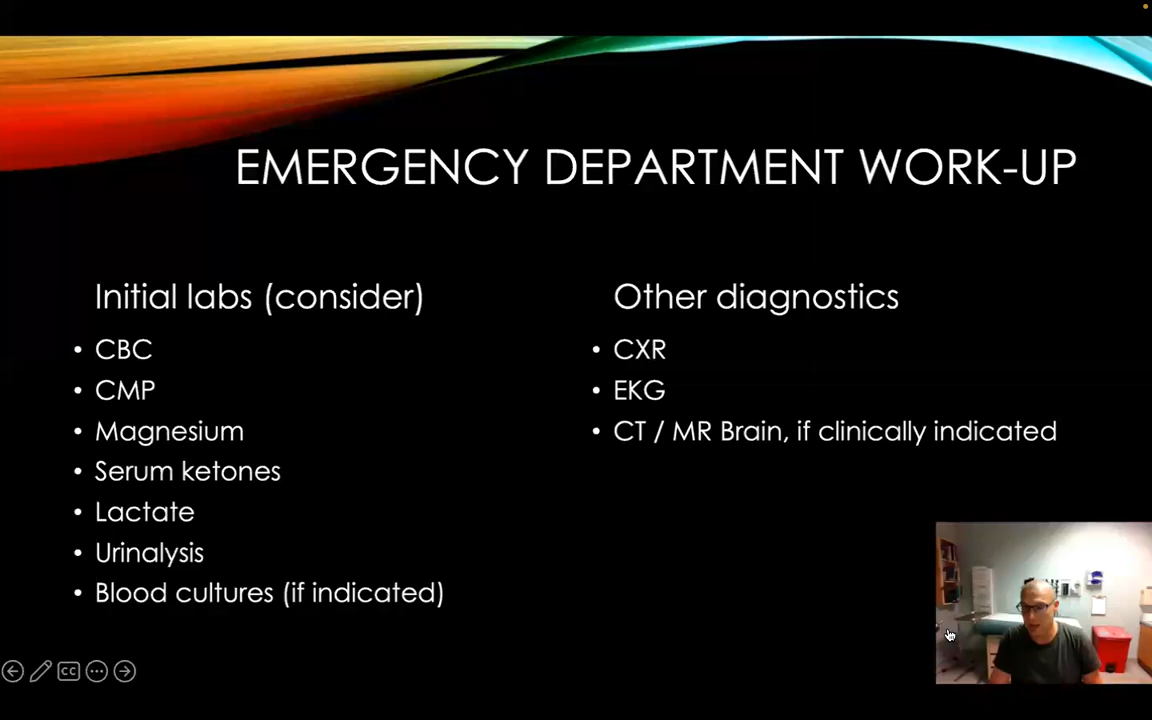 EMERGENCY DEPARTMENT WORK-UP
Initial labs (consider)
• CBC
• CMP
• Magnesium
• Serum ketones
• Lactate
• Urinalysis
• Blood cultures (if indicated)
Other diagnostics
• CXR
• EKG
• CT / MR Brain, if clinically indicated
CC